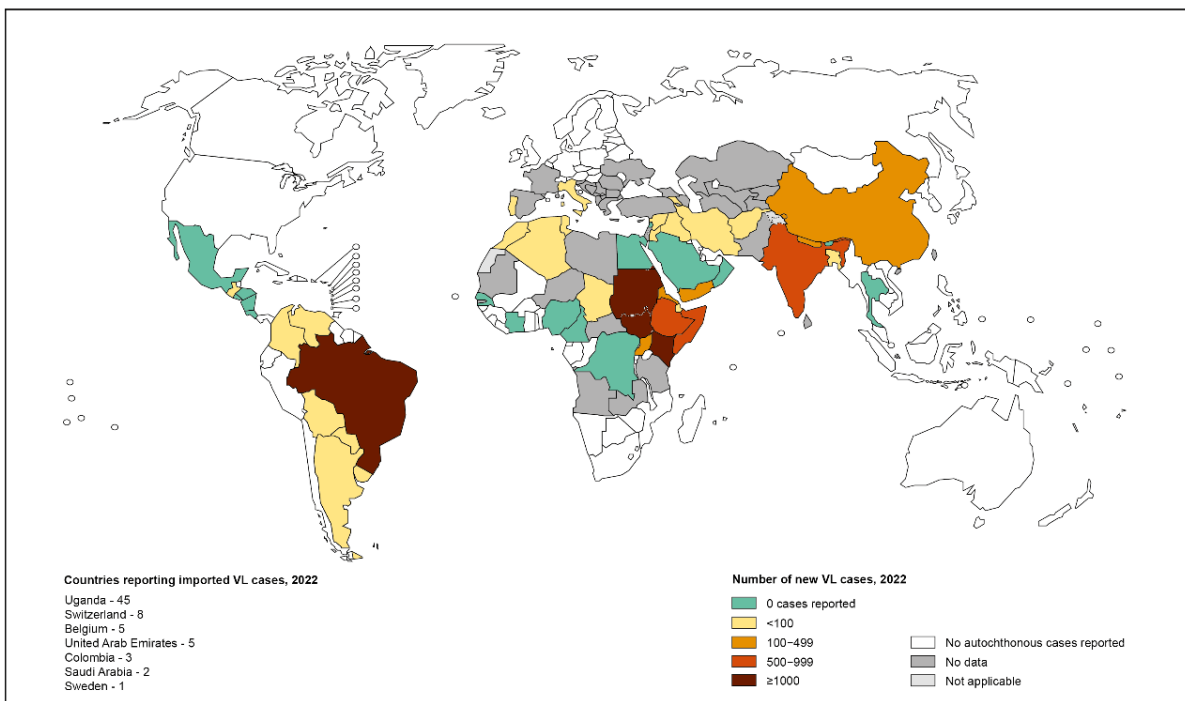 Countries reporting imported VL cases, 2022
Uganda - 45
Switzerland - 8
Belgium - 5
United Arab Emirates - 5
Colombia - 3
Saudi Arabia - 2
Sweden - 1
Number of new VL cases, 2022
0 cases reported
<100
100−499
500−999
≥1000
No autochthonous cases reported
No data
Not applicable